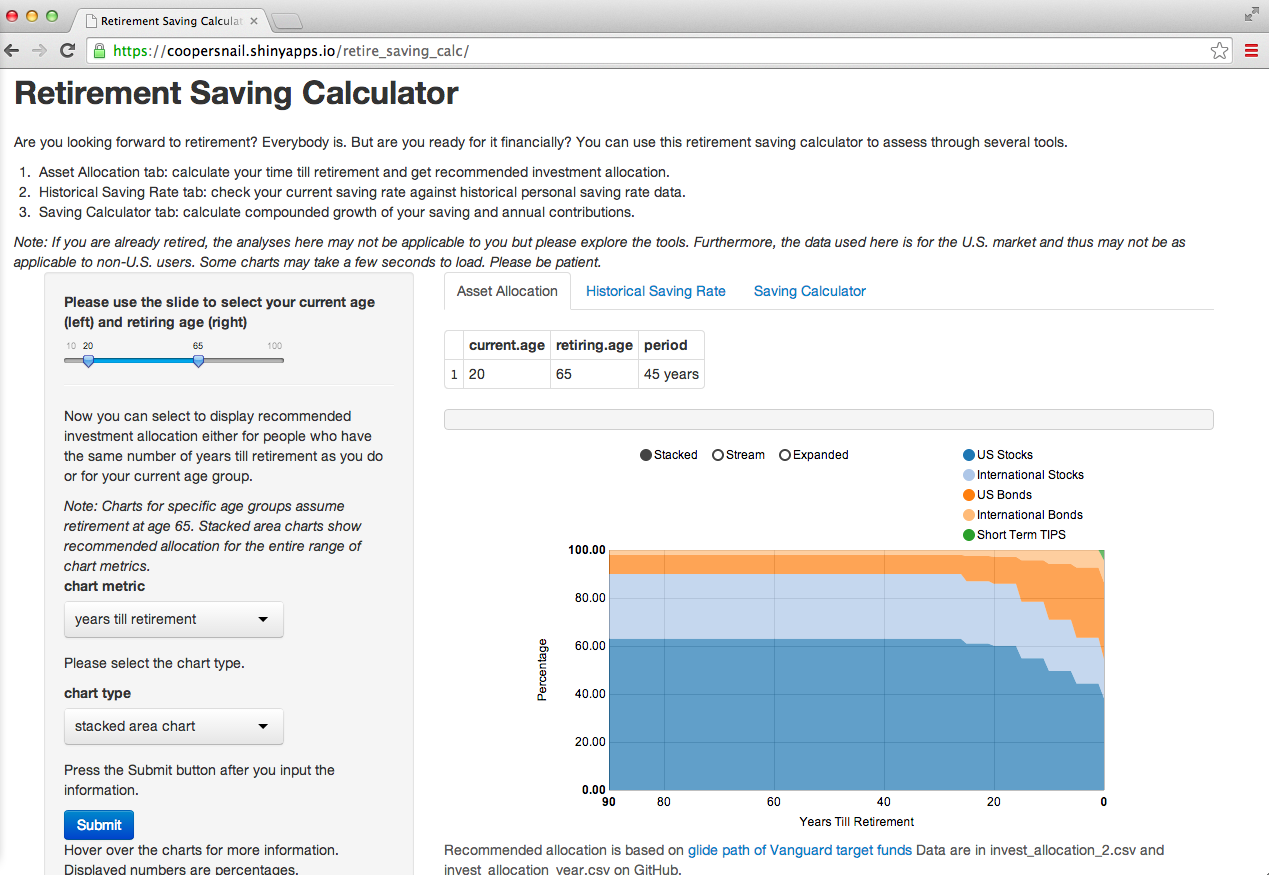 Retirement Saving Calculat
https://coopersnail.shinyapps.io/retire_saving_calc/
Retirement Saving Calculator
Are you looking forward to retirement? Everybody is. But are you ready for it financially? You can use this retirement saving calculator to assess through several tools.
1. Asset Allocation tab: calculate your time till retirement and get recommended investment allocation.
2. Historical Saving Rate tab: check your current saving rate against historical personal saving rate data.
3. Saving Calculator tab: calculate compounded growth of your saving and annual contributions.
Note: If you are already retired, the analyses here may not be applicable to you but please explore the tools. Furthermore, the data used here is for the U.S. market and thus may not be as
applicable to non-U.S. users. Some charts may take a few seconds to load. Please be patient.
Please use the slide to select your current age
(left) and retiring age (right)
10 20 65 100
Now you can select to display recommended
investment allocation either for people who have
the same number of years till retirement as you do
or for your current age group.
Note: Charts for specific age groups assume
retirement at age 65. Stacked area charts show
recommended allocation for the entire range of
chart metrics.
chart metric
years till retirement
Please select the chart type.
chart type
stacked area chart
Press the Submit button after you input the
information.
Submit
Hover over the charts for more information.
Displayed numbers are percentages.
Asset Allocation Historical Saving Rate Saving Calculator
current.age retiring.age period
1 20 65 45 years
Stacked Stream Expanded
US Stocks
International Stocks
US Bonds
International Bonds
Short Term TIPS
100.00
80.00
60.00
40.00
20.00
0.00
Percentage
90 80 60 40 20 0
Years Till Retirement
Recommended allocation is based on glide path of Vanguard target funds Data are in invest_allocation_2.csv and
invest_allocation_year.csv on GitHub.